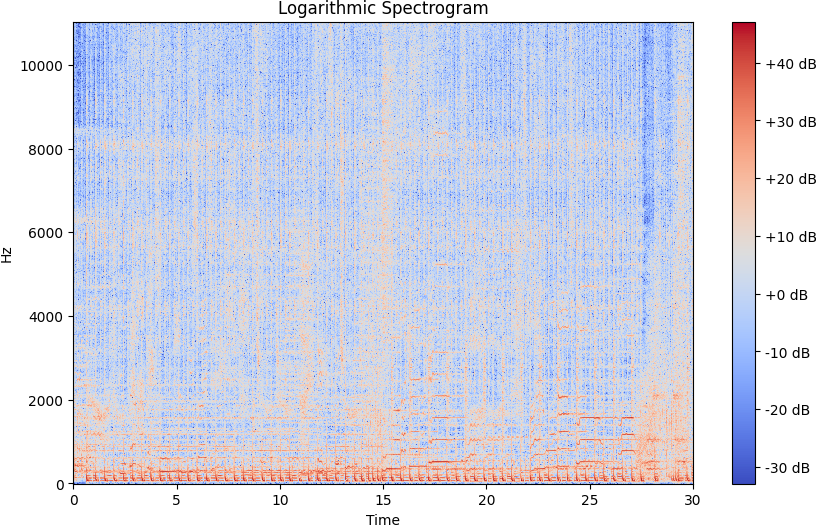 Logarithmic Spectrogram
Hz
10000
8000
6000
4000
2000
0
0 5 10 15 20 25 30
Time
+40 dB
+30 dB
+20 dB
+10 dB
+0 dB
-10 dB
-20 dB
-30 dB